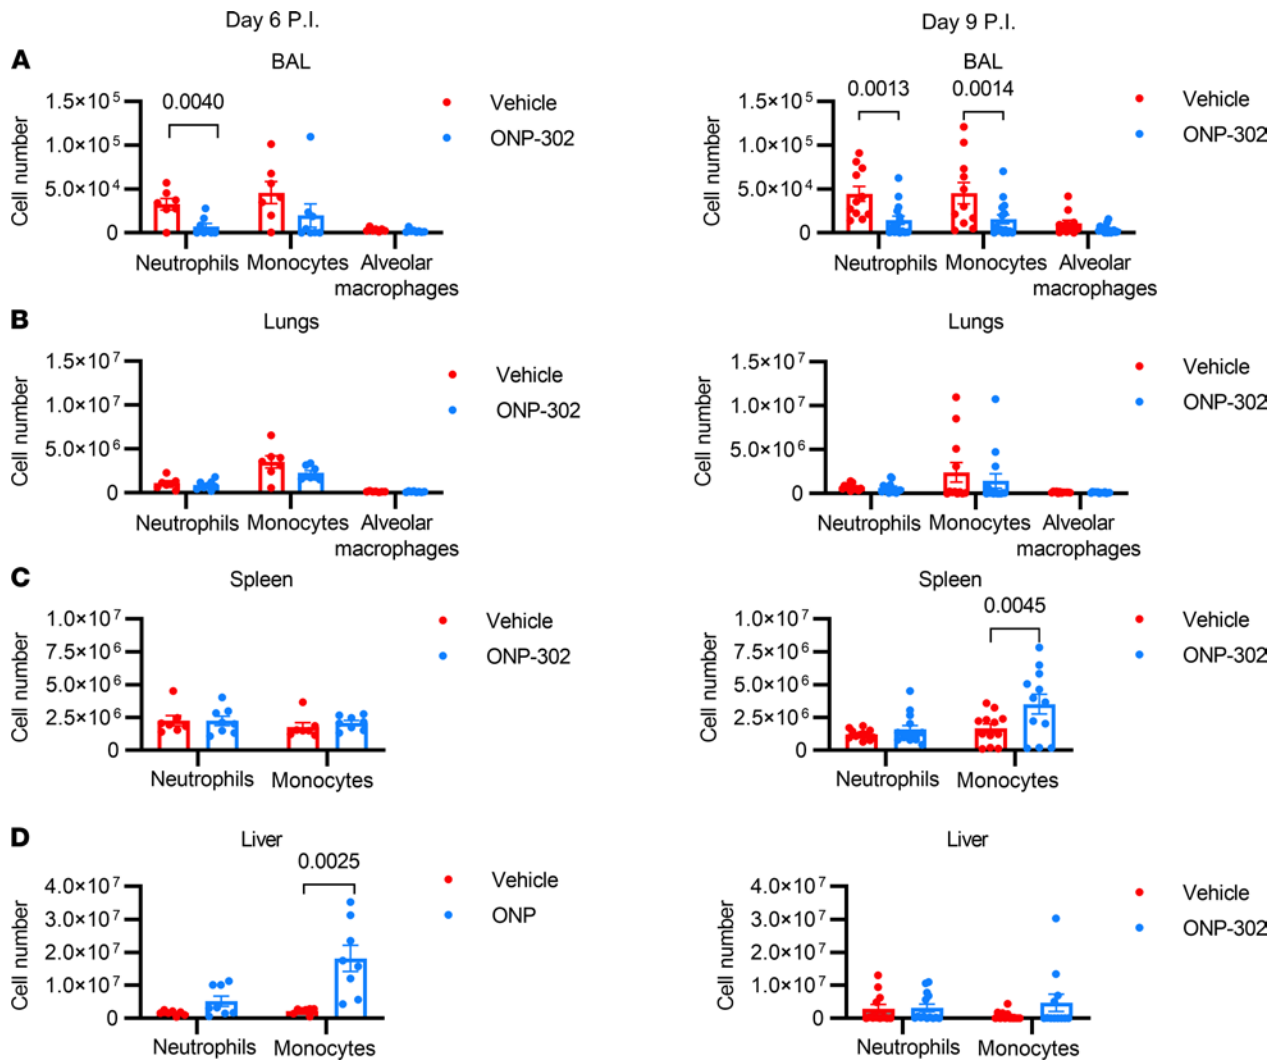 Day 6 P.I.
Day 9 P.I.
A
BAL
Cell number
1.5×10⁵
1.0×10⁵
5.0×10⁴
0
0.0040
Vehicle
ONP-302
Neutrophils Monocytes Alveolar
macrophages
BAL
Cell number
1.5×10⁵
1.0×10⁵
5.0×10⁴
0
0.0013 0.0014
Vehicle
ONP-302
Neutrophils Monocytes Alveolar
macrophages
B
Lungs
Cell number
1.5×10⁷
1.0×10⁷
5.0×10⁶
0
Vehicle
ONP-302
Neutrophils Monocytes Alveolar
macrophages
Lungs
Cell number
1.5×10⁷
1.0×10⁷
5.0×10⁶
0
Vehicle
ONP-302
Neutrophils Monocytes Alveolar
macrophages
C
Spleen
Cell number
1.0×10⁷
7.5×10⁶
5.0×10⁶
2.5×10⁶
0
Vehicle
ONP-302
Neutrophils Monocytes
Spleen
Cell number
1.0×10⁷
7.5×10⁶
5.0×10⁶
2.5×10⁶
0
0.0045
Vehicle
ONP-302
Neutrophils Monocytes
D
Liver
Cell number
4.0×10⁷
3.0×10⁷
2.0×10⁷
1.0×10⁷
0
0.0025
Vehicle
ONP
Neutrophils Monocytes
Liver
Cell number
4.0×10⁷
3.0×10⁷
2.0×10⁷
1.0×10⁷
0
Vehicle
ONP-302
Neutrophils Monocytes